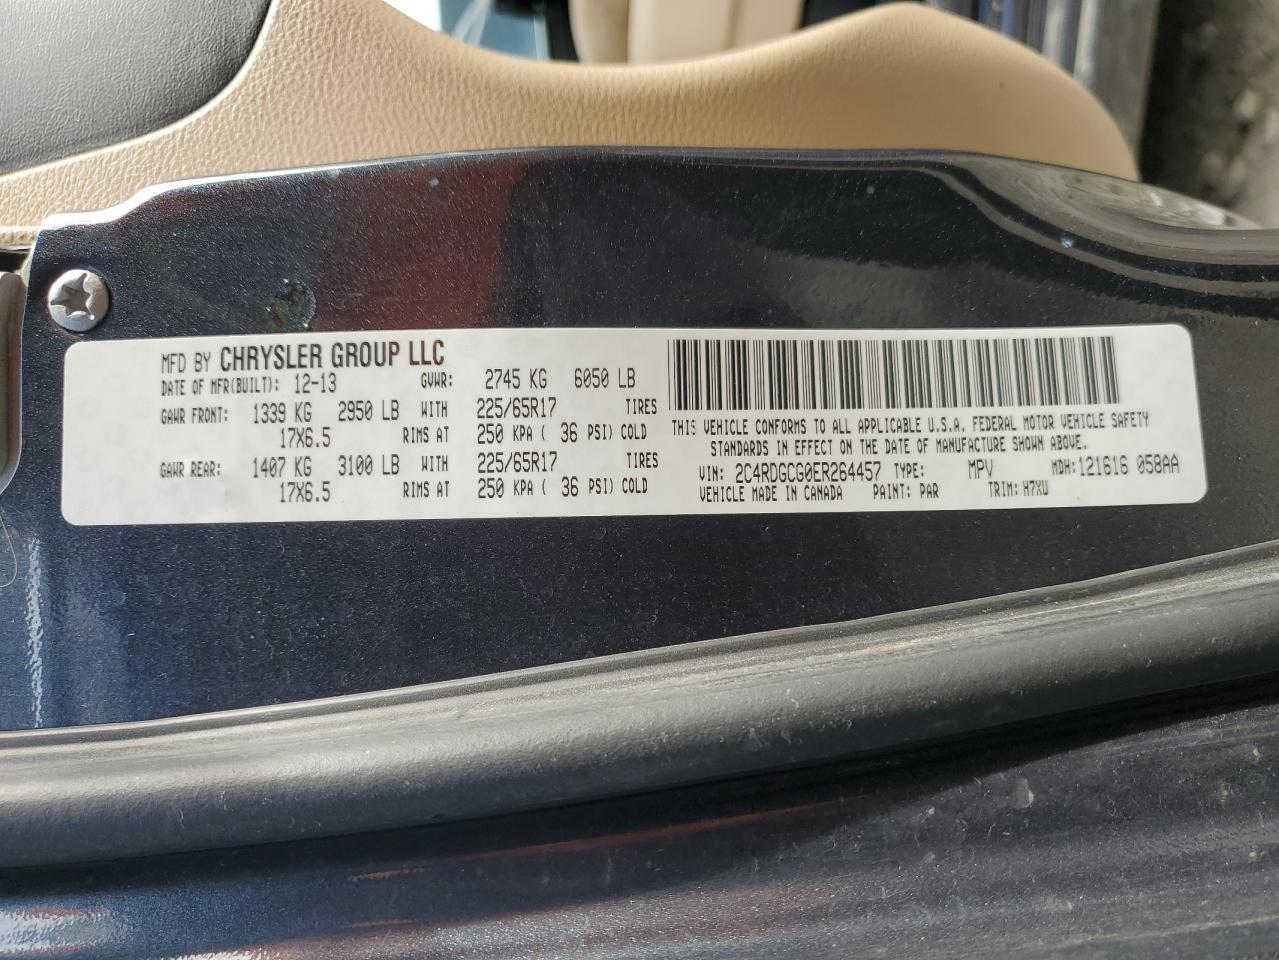 MFD BY CHRYSLER GROUP LLC
DATE OF MFR(BUILT): 12-13 GVWR: 2745 KG 6050 LB
GAWR FRONT: 1339 KG 2950 LB WITH 225/65R17 TIRES
17X6.5 RIMS AT 250 KPA ( 36 PSI) COLD
GAWR REAR: 1407 KG 3100 LB WITH 225/65R17 TIRES
17X6.5 RIMS AT 250 KPA ( 36 PSI) COLD
THIS VEHICLE CONFORMS TO ALL APPLICABLE U.S.A. FEDERAL MOTOR VEHICLE SAFETY
STANDARDS IN EFFECT ON THE DATE OF MANUFACTURE SHOWN ABOVE.
VIN: 2C4RDGCG0ER264457 TYPE: MPV MDH:121616 058AA
VEHICLE MADE IN CANADA PAINT: PAR TRIM: H7XU